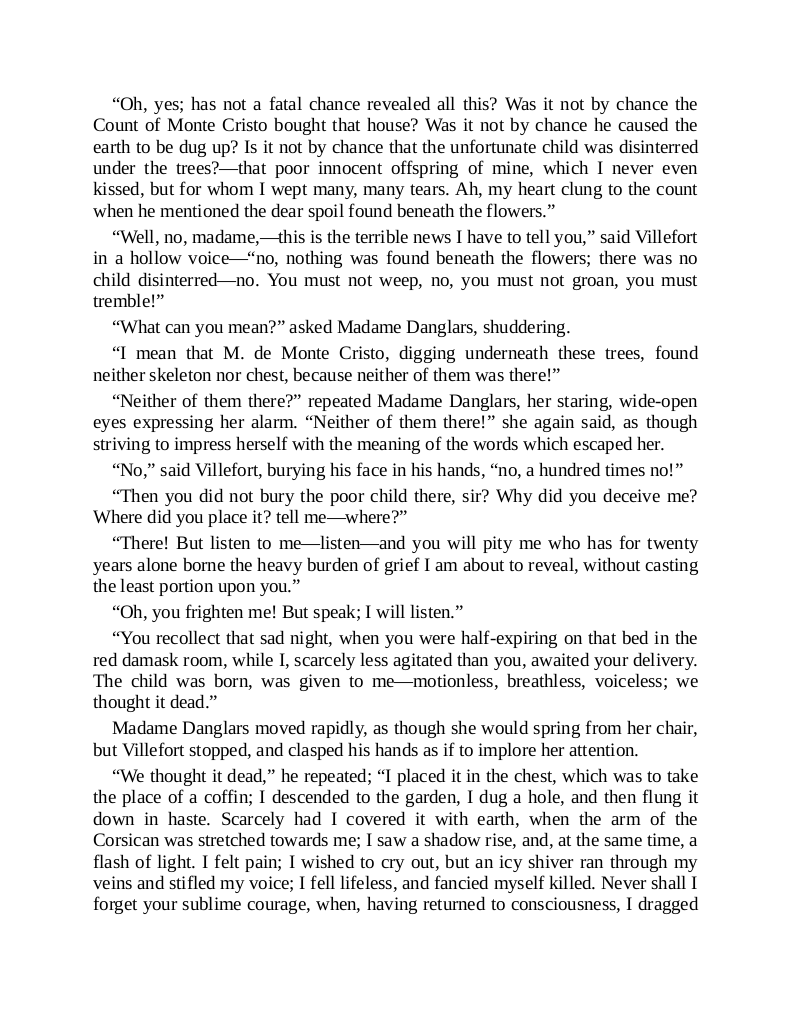 “Oh, yes; has not a fatal chance revealed all this? Was it not by chance the
Count of Monte Cristo bought that house? Was it not by chance he caused the
earth to be dug up? Is it not by chance that the unfortunate child was disinterred
under the trees?—that poor innocent offspring of mine, which I never even
kissed, but for whom I wept many, many tears. Ah, my heart clung to the count
when he mentioned the dear spoil found beneath the flowers.”
“Well, no, madame,—this is the terrible news I have to tell you,” said Villefort
in a hollow voice—“no, nothing was found beneath the flowers; there was no
child disinterred—no. You must not weep, no, you must not groan, you must
tremble!”
“What can you mean?” asked Madame Danglars, shuddering.
“I mean that M. de Monte Cristo, digging underneath these trees, found
neither skeleton nor chest, because neither of them was there!”
“Neither of them there?” repeated Madame Danglars, her staring, wide-open
eyes expressing her alarm. “Neither of them there!” she again said, as though
striving to impress herself with the meaning of the words which escaped her.
“No,” said Villefort, burying his face in his hands, “no, a hundred times no!”
“Then you did not bury the poor child there, sir? Why did you deceive me?
Where did you place it? tell me—where?”
“There! But listen to me—listen—and you will pity me who has for twenty
years alone borne the heavy burden of grief I am about to reveal, without casting
the least portion upon you.”
“Oh, you frighten me! But speak; I will listen.”
“You recollect that sad night, when you were half-expiring on that bed in the
red damask room, while I, scarcely less agitated than you, awaited your delivery.
The child was born, was given to me—motionless, breathless, voiceless; we
thought it dead.”
Madame Danglars moved rapidly, as though she would spring from her chair,
but Villefort stopped, and clasped his hands as if to implore her attention.
“We thought it dead,” he repeated; “I placed it in the chest, which was to take
the place of a coffin; I descended to the garden, I dug a hole, and then flung it
down in haste. Scarcely had I covered it with earth, when the arm of the
Corsican was stretched towards me; I saw a shadow rise, and, at the same time, a
flash of light. I felt pain; I wished to cry out, but an icy shiver ran through my
veins and stifled my voice; I fell lifeless, and fancied myself killed. Never shall I
forget your sublime courage, when, having returned to consciousness, I dragged